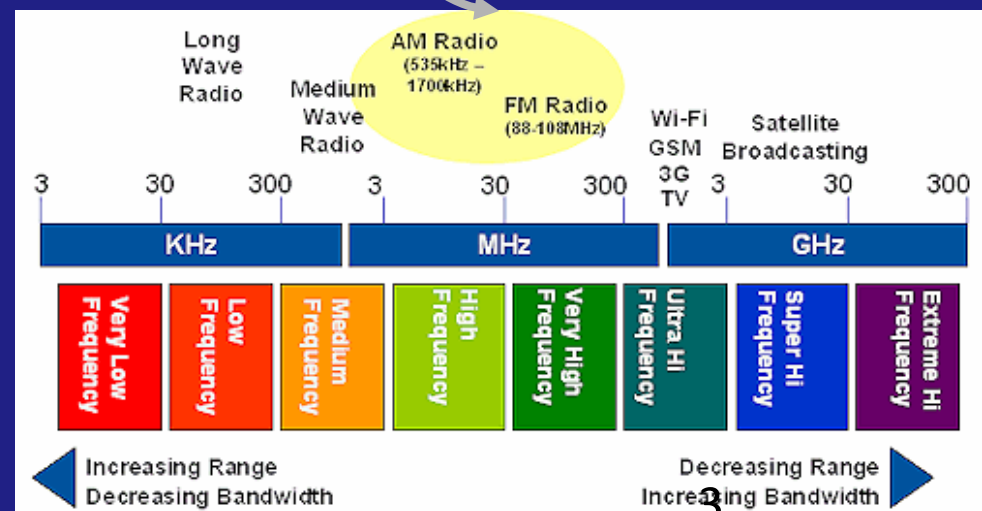 Long
Wave
Radio
Medium
Wave
Radio
AM Radio
(535kHz –
1700kHz)
FM Radio
(88-108MHz)
Wi-Fi
GSM
3G
TV
Satellite
Broadcasting
3 30 300 3 30 300 3 30 300
KHz MHz GHz
Very Low
Frequency
Low
Frequency
Medium
Frequency
High
Frequency
Very High
Frequency
Ultra Hi
Frequency
Super Hi
Frequency
Extreme Hi
Frequency
Increasing Range
Decreasing Bandwidth
Decreasing Range
Increasing Bandwidth
3